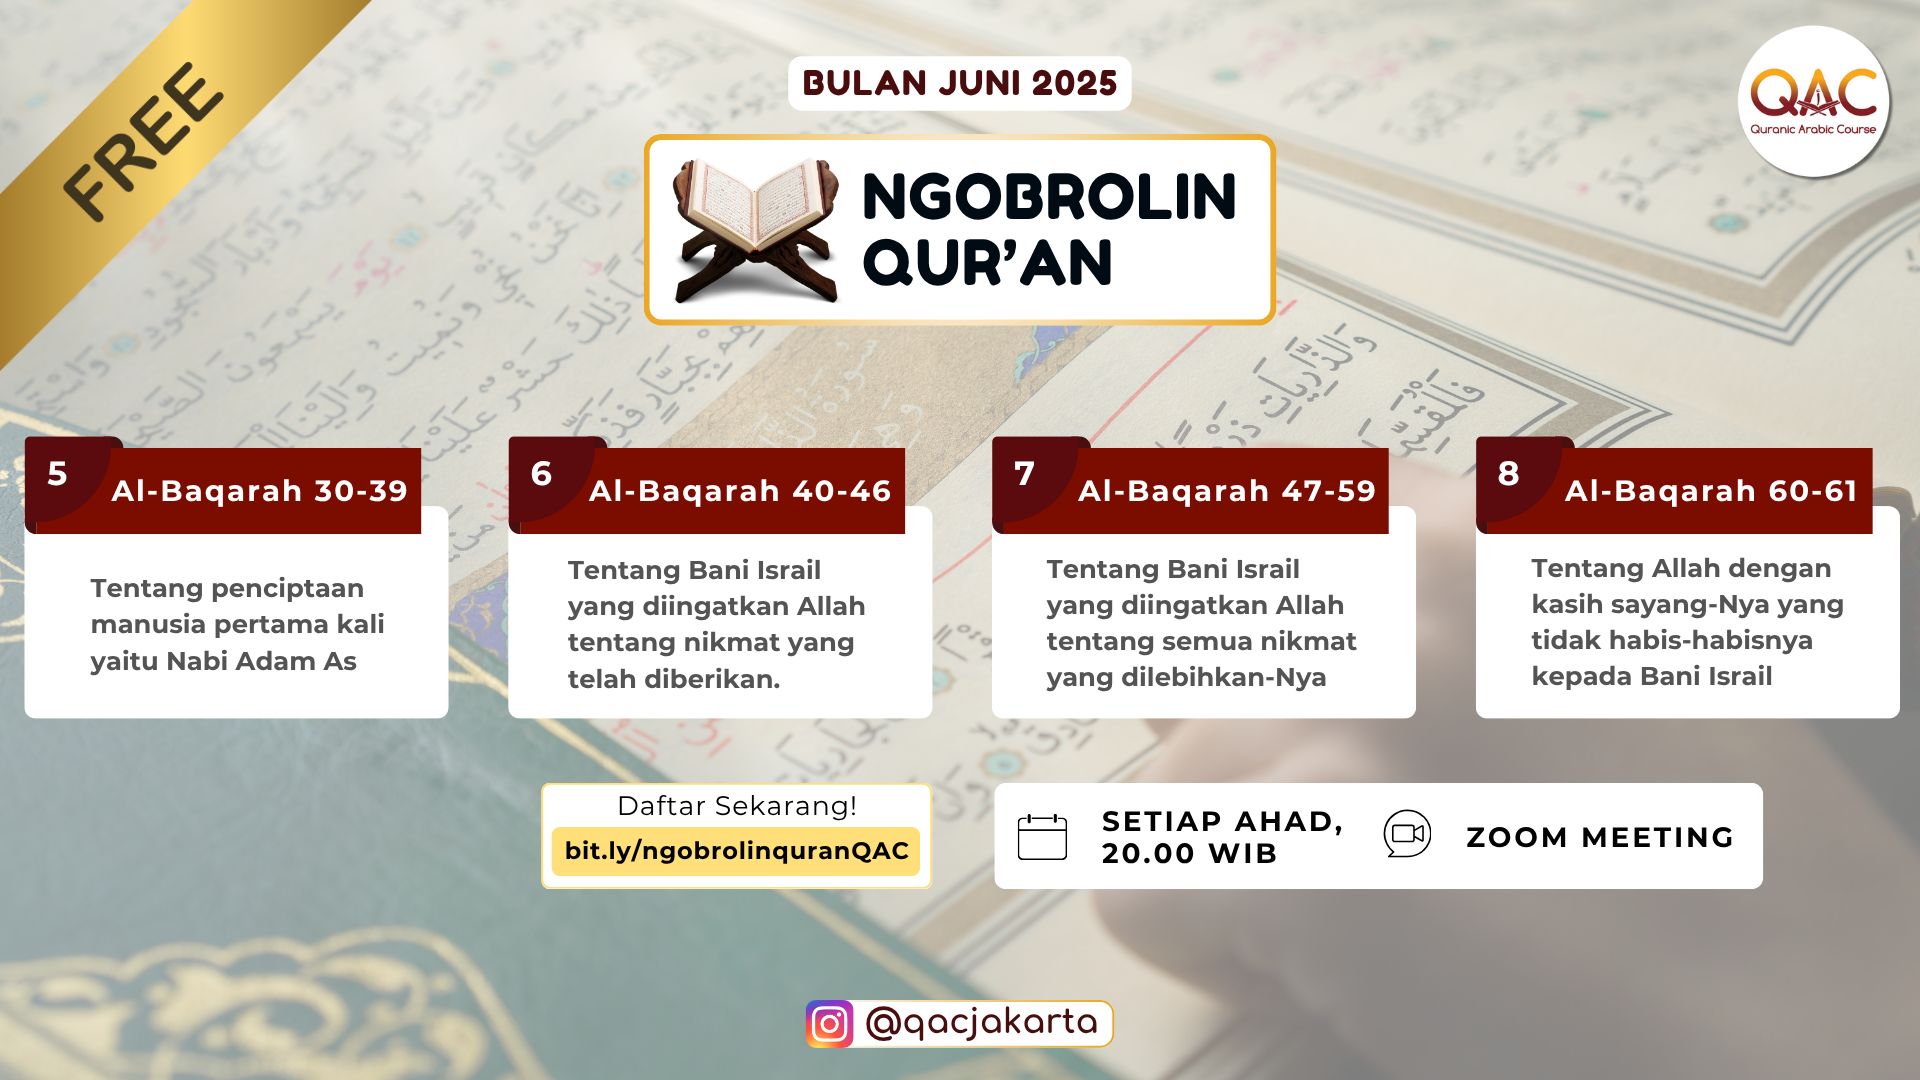 FREE
BULAN JUNI 2025
QAC
Quranic Arabic Course
NGOBROLIN
QUR'AN
5
Al-Baqarah 30-39
Tentang penciptaan
manusia pertama kali
yaitu Nabi Adam As
6
Al-Baqarah 40-46
Tentang Bani Israil
yang diingatkan Allah
tentang nikmat yang
telah diberikan.
7
Al-Baqarah 47-59
Tentang Bani Israil
yang diingatkan Allah
tentang semua nikmat
yang dilebihkan-Nya
8
Al-Baqarah 60-61
Tentang Allah dengan
kasih sayang-Nya yang
tidak habis-habisnya
kepada Bani Israil
Daftar Sekarang!
bit.ly/ngobrolinquranQAC
SETIAP AHAD,
20.00 WIB
ZOOM MEETING
@qacjakarta